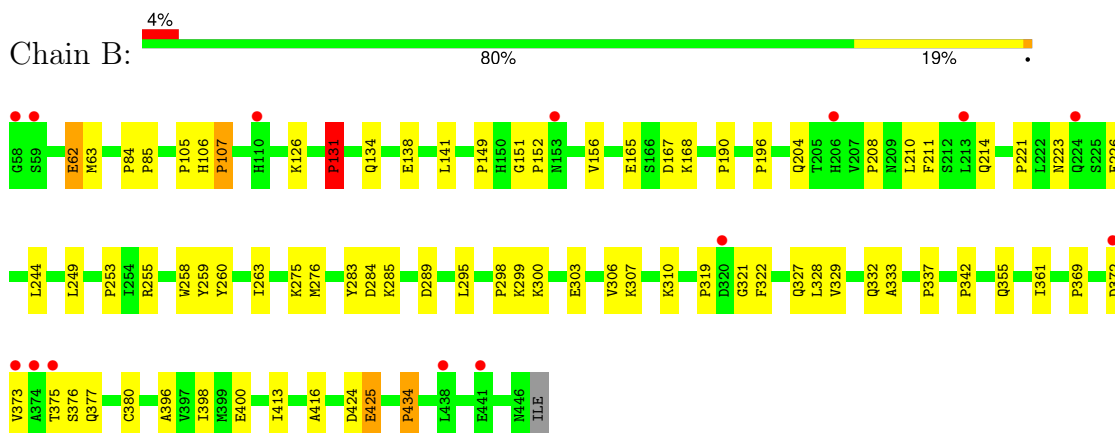 4%
Chain B:
80% 19% •
G58 S59 E62 M63 P84 P85 P105 H106 P107 H110 K126 P131 Q134 E138 L141 P149 H150 G151 P152 N153 V156 E165 S166 D167 K168 P190 P196 Q204 T205 H206 V207 P208 N209 L210 F211 S212 L213 Q214 P221 L222 N223 Q224 S225
L244 L249 P253 I254 R255 W258 Y259 Y260 I263 K275 M276 Y283 D284 K285 D289 L295 P298 K299 K300 E303 V306 K307 K310 P319 D320 G321 F322 Q327 L328 V329 Q332 A333 P337 P342 Q355 I361 P369
V373 A374 T375 S376 Q377 C380 A396 V397 I398 M399 E400 I413 A416 D424 E425 P434 L438 E441 N446 ILE